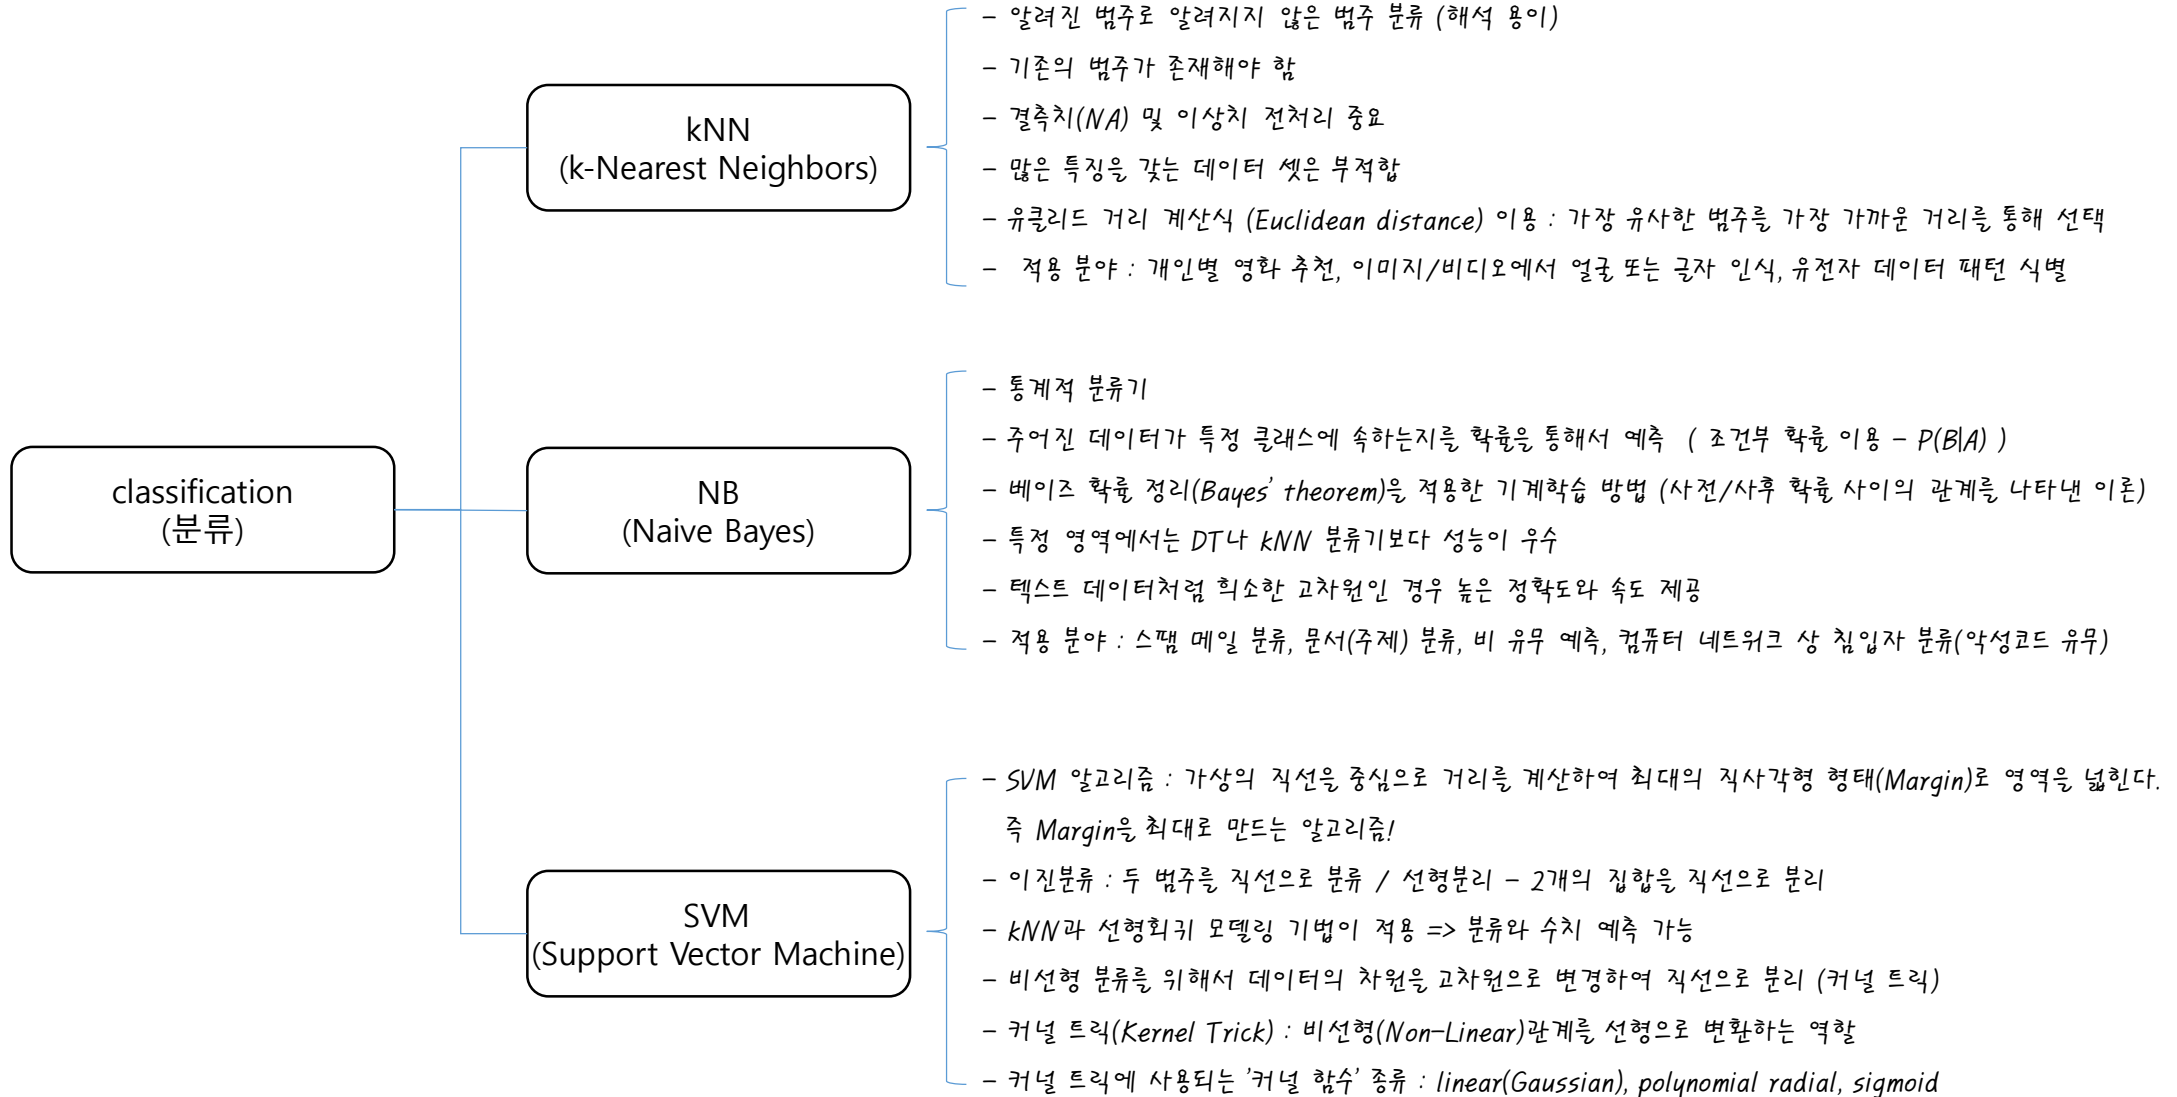 classification
(분류)
kNN
(k-Nearest Neighbors)
- 알려진 범주로 알려지지 않은 범주 분류 (해석 용이)
- 기존의 범주가 존재해야 함
- 결측치(NA) 및 이상치 전처리 중요
- 많은 특징을 갖는 데이터 셋은 부적합
- 유클리드 거리 계산식 (Euclidean distance) 이용 : 가장 유사한 범주를 가장 가까운 거리를 통해 선택
- 적용 분야 : 개인별 영화 추천, 이미지/비디오에서 얼굴 또는 글자 인식, 유전자 데이터 패턴 식별
NB
(Naive Bayes)
- 통계적 분류기
- 주어진 데이터가 특정 클래스에 속하는지를 확률을 통해서 예측 ( 조건부 확률 이용 - P(B|A) )
- 베이즈 확률 정리(Bayes' theorem)을 적용한 기계학습 방법 (사전/사후 확률 사이의 관계를 나타낸 이론)
- 특정 영역에서는 DT나 kNN 분류기보다 성능이 우수
- 텍스트 데이터처럼 희소한 고차원인 경우 높은 정확도와 속도 제공
- 적용 분야 : 스팸 메일 분류, 문서(주제) 분류, 비 유무 예측, 컴퓨터 네트워크 상 침입자 분류(악성코드 유무)
SVM
(Support Vector Machine)
- SVM 알고리즘 : 가상의 직선을 중심으로 거리를 계산하여 최대의 직사각형 형태(Margin)로 영역을 넓힌다.
즉 Margin을 최대로 만드는 알고리즘!
- 이진분류 : 두 범주를 직선으로 분류 / 선형분리 - 2개의 집합을 직선으로 분리
- kNN과 선형회귀 모델링 기법이 적용 => 분류와 수치 예측 가능
- 비선형 분류를 위해서 데이터의 차원을 고차원으로 변경하여 직선으로 분리 (커널 트릭)
- 커널 트릭(Kernel Trick) : 비선형(Non-Linear)관계를 선형으로 변환하는 역할
- 커널 트릭에 사용되는 '커널 함수' 종류 : linear(Gaussian), polynomial radial, sigmoid